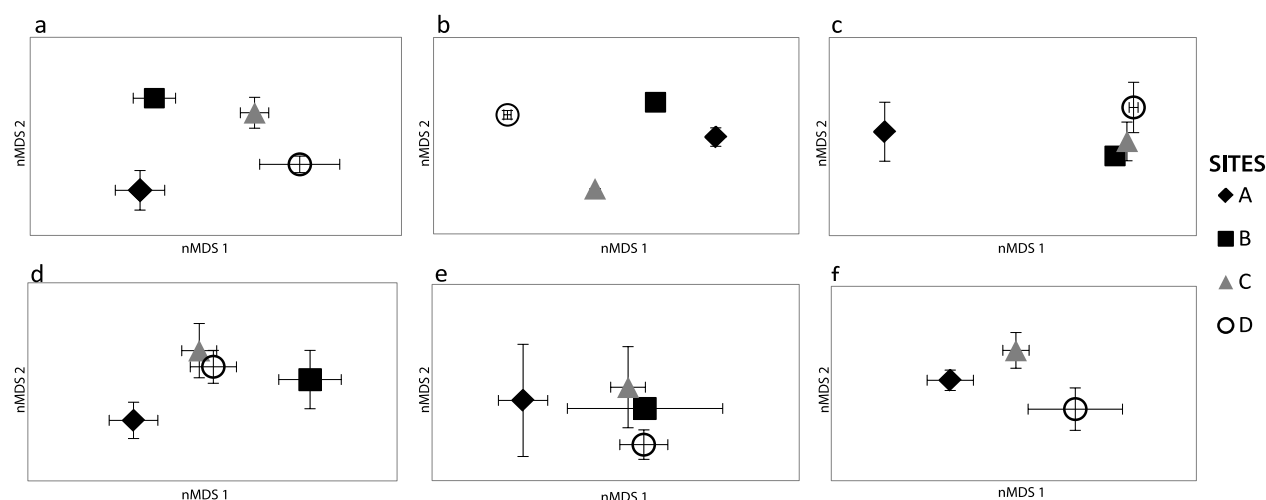 a
b
c
nMDS 2
nMDS 2
nMDS 2
nMDS 1
nMDS 1
nMDS 1
SITES
A
B
C
D
d
e
f
nMDS 2
nMDS 2
nMDS 2
nMDS 1
nMDS 1
nMDS 1